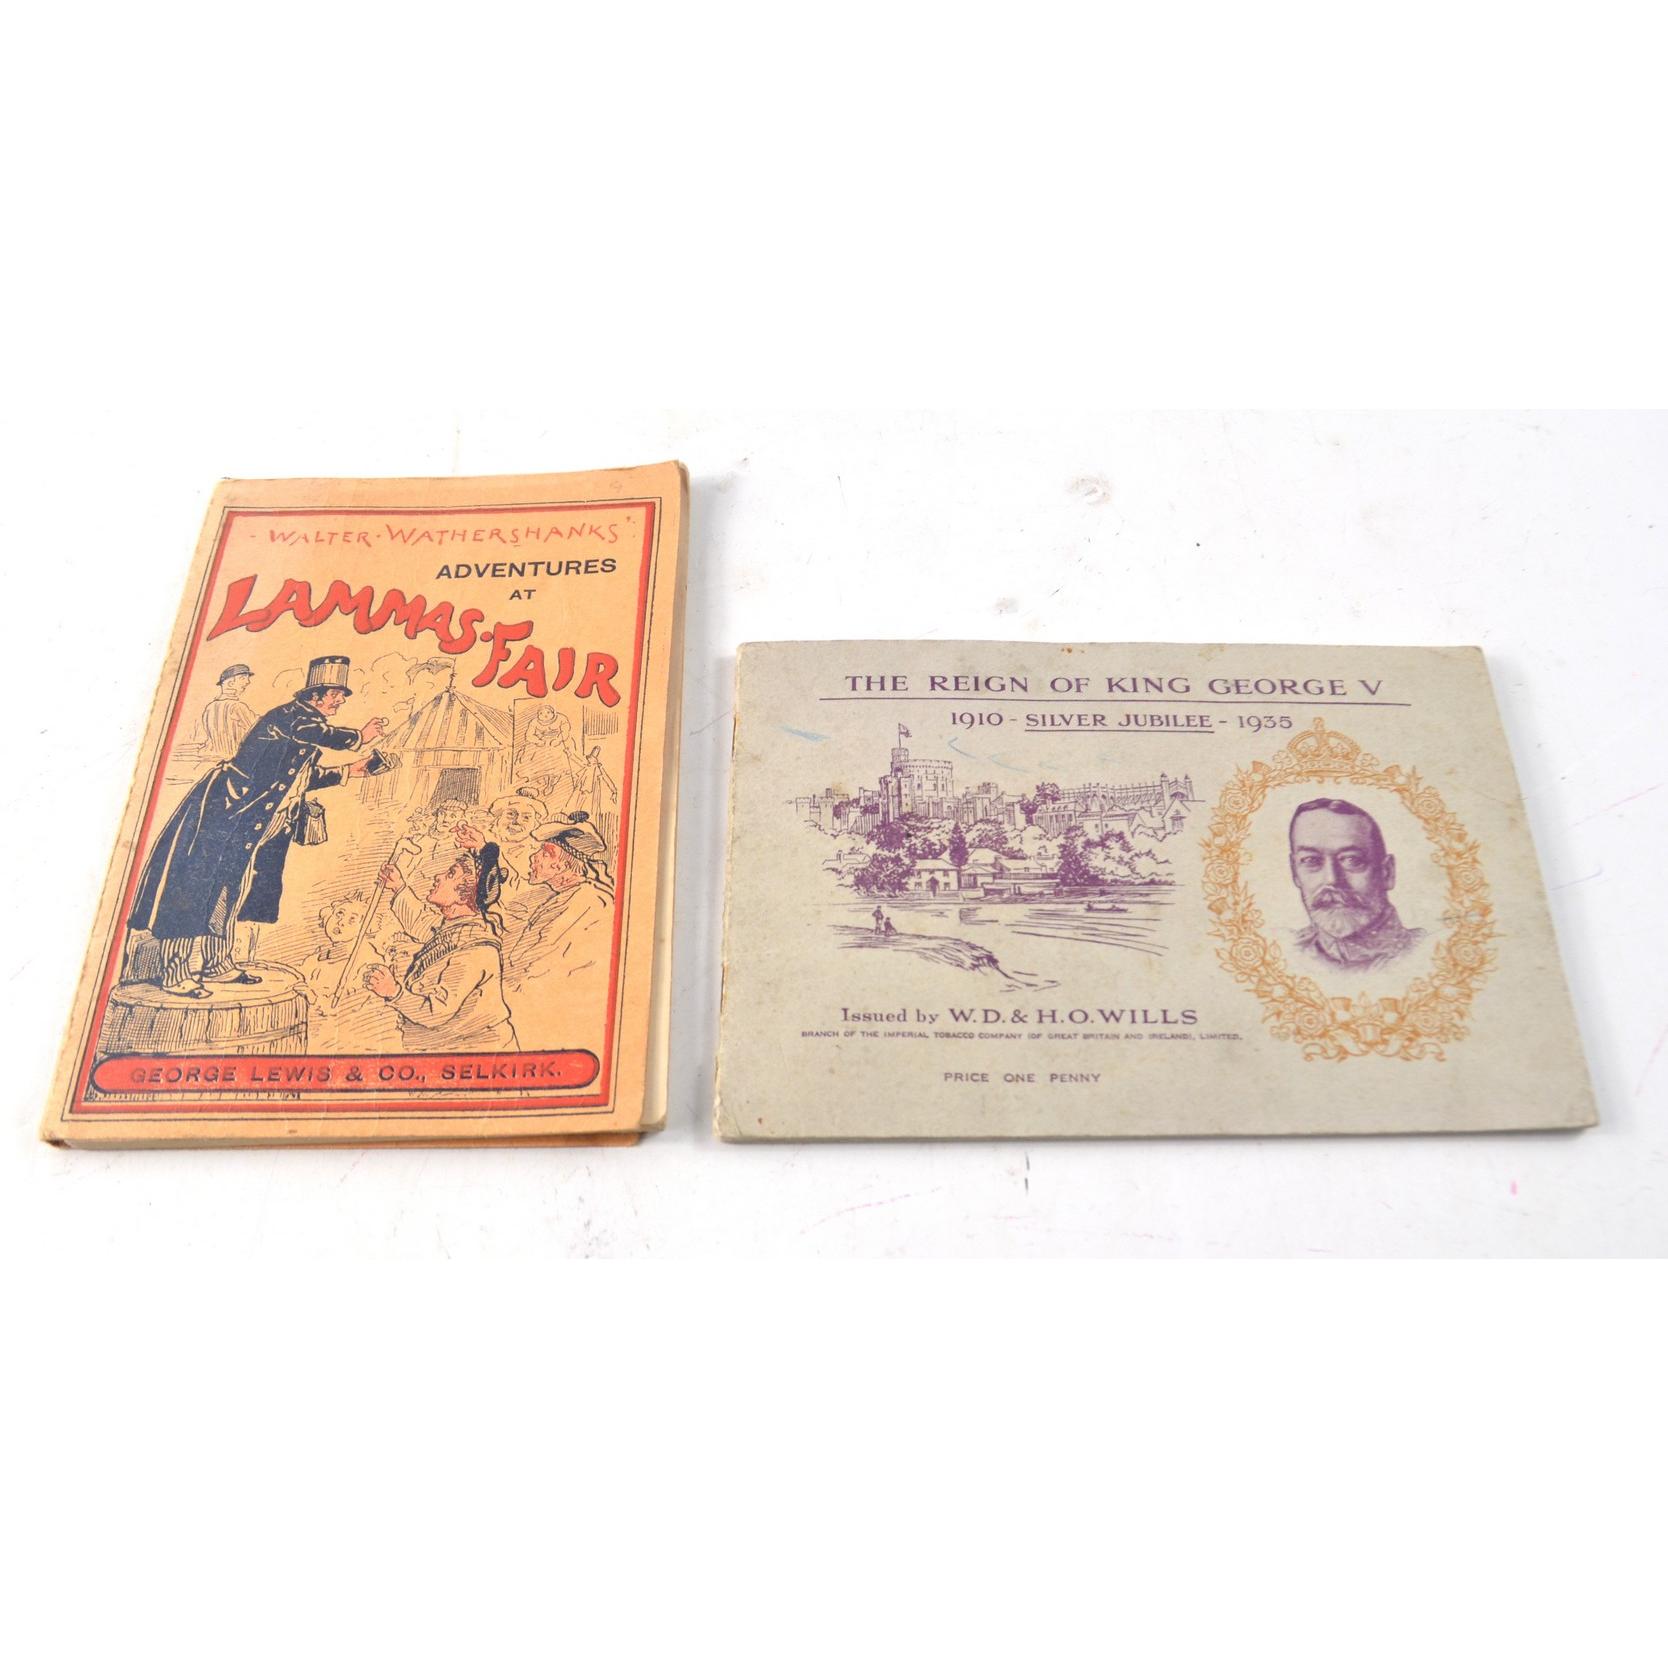 - WALTER · WATHERSHANKS'
ADVENTURES
AT
LAMMAS · FAIR
GEORGE LEWIS & CO., SELKIRK.
THE REIGN OF KING GEORGE V
1910 - SILVER JUBILEE - 1935
Issued by W.D. & H.O. WILLS
BRANCH OF THE IMPERIAL TOBACCO COMPANY (OF GREAT BRITAIN AND IRELAND), LIMITED.
PRICE ONE PENNY